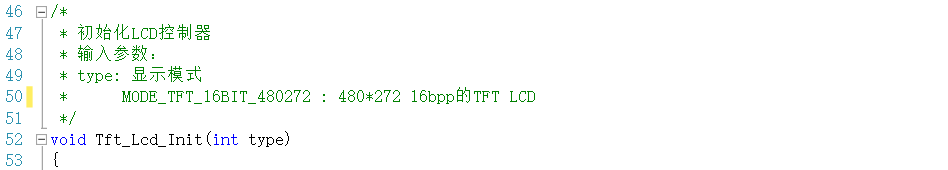 46 /*
47 * 初始化LCD控制器
48 * 输入参数:
49 * type: 显示模式
50 * MODE_TFT_16BIT_480272 : 480*272 16bpp的TFT LCD
51 */
52 void Tft_Lcd_Init(int type)
53 {